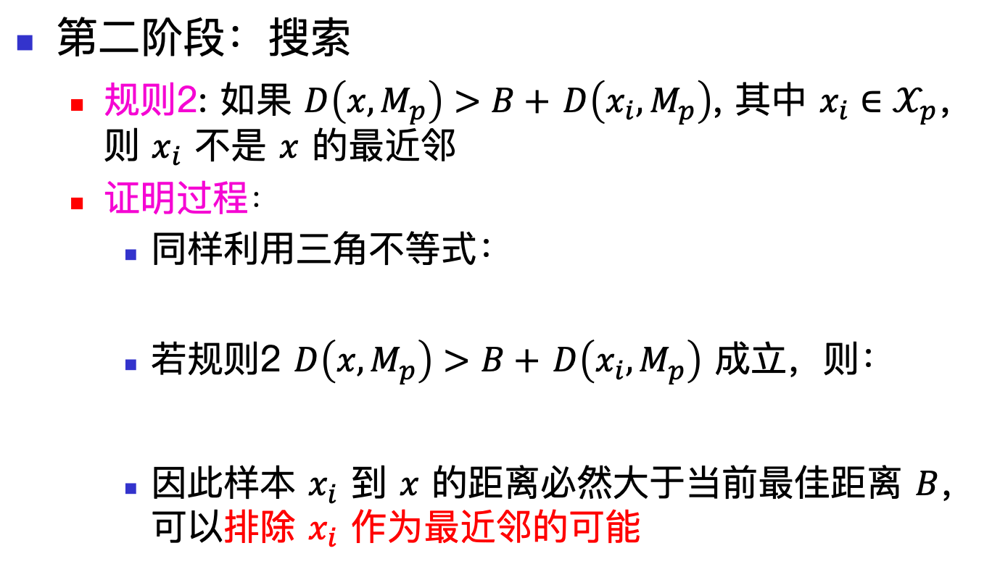 第二阶段：搜索
规则2: 如果 D(x, M_p) > B + D(x_i, M_p), 其中 x_i ∈ 𝒳_p,
则 x_i 不是 x 的最近邻
证明过程：
同样利用三角不等式：
若规则2 D(x, M_p) > B + D(x_i, M_p) 成立，则：
因此样本 x_i 到 x 的距离必然大于当前最佳距离 B，
可以排除 x_i 作为最近邻的可能